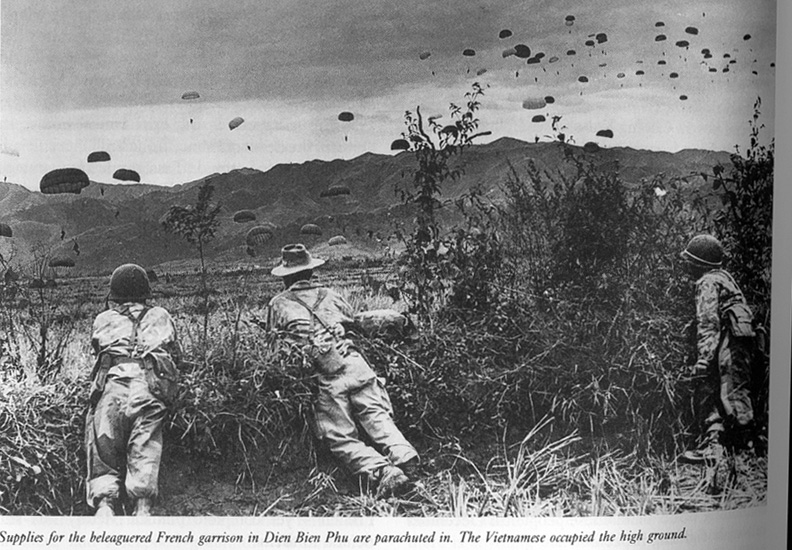 Supplies for the beleaguered French garrison in Dien Bien Phu are parachuted in. The Vietnamese occupied the high ground.